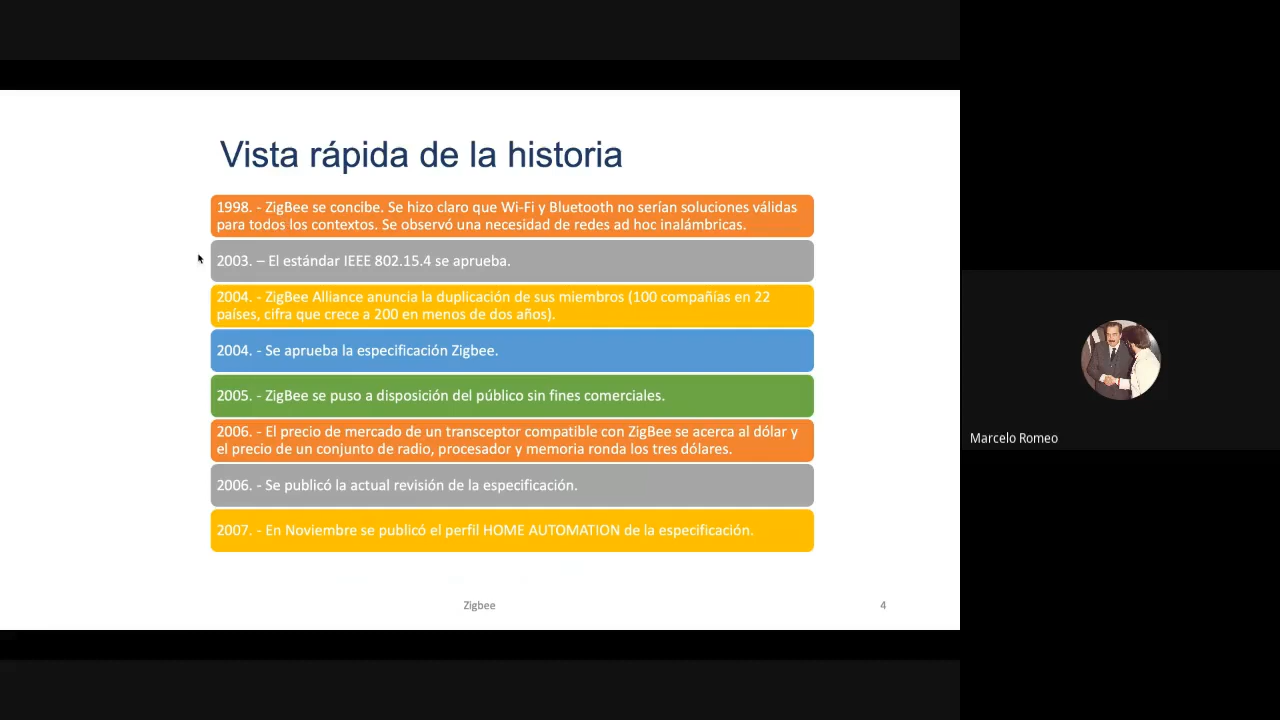 Vista rápida de la historia
1998. - ZigBee se concibe. Se hizo claro que Wi-Fi y Bluetooth no serían soluciones válidas
para todos los contextos. Se observó una necesidad de redes ad hoc inalámbricas.
2003. – El estándar IEEE 802.15.4 se aprueba.
2004. - ZigBee Alliance anuncia la duplicación de sus miembros (100 compañías en 22
países, cifra que crece a 200 en menos de dos años).
2004. - Se aprueba la especificación Zigbee.
2005. - ZigBee se puso a disposición del público sin fines comerciales.
2006. - El precio de mercado de un transceptor compatible con ZigBee se acerca al dólar y
el precio de un conjunto de radio, procesador y memoria ronda los tres dólares.
2006. - Se publicó la actual revisión de la especificación.
2007. - En Noviembre se publicó el perfil HOME AUTOMATION de la especificación.
Zigbee
4
Marcelo Romeo